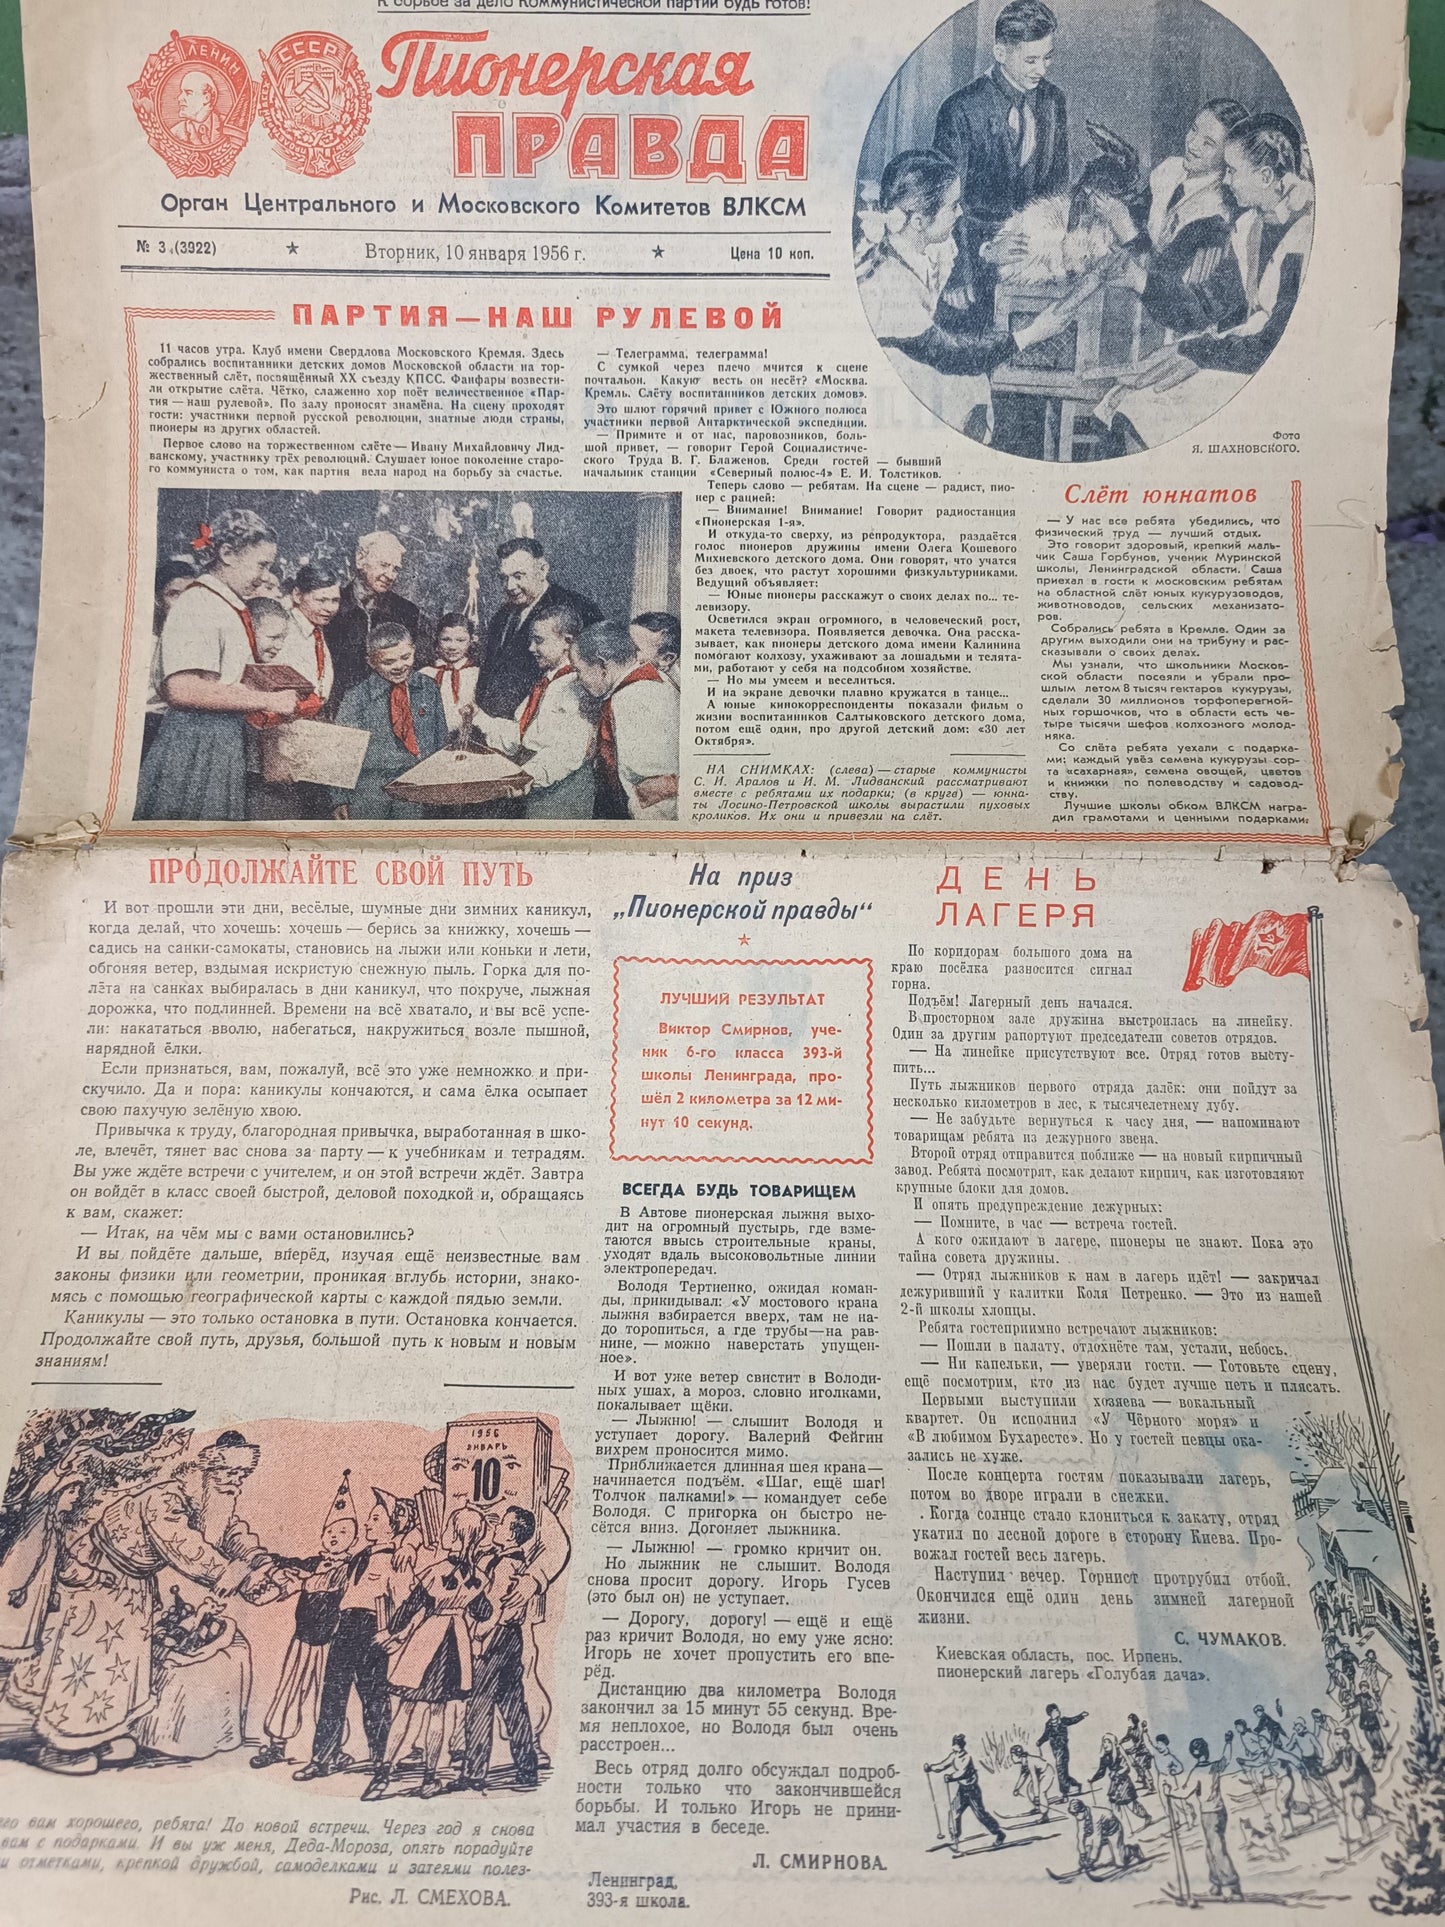 К борьбе за дело Коммунистической партии будь готов!
ЛЕНИН
СССР
Пионерская
ПРАВДА
Орган Центрального и Московского Комитетов ВЛКСМ
№ 3 (3922)
Вторник, 10 января 1956 г.
Цена 10 коп.
ПАРТИЯ — НАШ РУЛЕВОЙ
11 часов утра. Клуб имени Свердлова Московского Кремля. Здесь
собрались воспитанники детских домов Московской области на тор-
жественный слёт, посвящённый XX съезду КПСС. Фанфары возвести-
ли открытие слёта. Чётко, слаженно хор поёт величественное «Пар-
тия — наш рулевой». По залу проносят знамёна. На сцену проходят
гости: участники первой русской революции, знатные люди страны,
пионеры из других областей.
Первое слово на торжественном слёте — Ивану Михайловичу Лид-
ванскому, участнику трёх революций. Слушает юное поколение старо-
го коммуниста о том, как партия вела народ на борьбу за счастье.
— Телеграмма, телеграмма!
С сумкой через плечо мчится к сцене
почтальон. Какую весть он несёт? «Москва.
Кремль. Слёту воспитанников детских домов».
Это шлют горячий привет с Южного полюса
участники первой Антарктической экспедиции.
— Примите и от нас, паровозников, боль-
шой привет, — говорит Герой Социалистиче-
ского Труда В. Г. Блаженов. Среди гостей — бывший
начальник станции «Северный полюс-4» Е. И. Толстиков.
Теперь слово — ребятам. На сцене — радист, пио-
нер с рацией:
— Внимание! Внимание! Говорит радиостанция
«Пионерская 1-я».
И откуда-то сверху, из репродуктора, раздаётся
голос пионеров дружины имени Олега Кошевого
Михневского детского дома. Они говорят, что учатся
без двоек, что растут хорошими физкультурниками.
Ведущий объявляет:
— Юные пионеры расскажут о своих делах по... те-
левизору.
Осветился экран огромного, в человеческий рост,
макета телевизора. Появляется девочка. Она расска-
зывает, как пионеры детского дома имени Калинина
помогают колхозу, ухаживают за лошадьми и телята-
ми, работают у себя на подсобном хозяйстве.
— Но мы умеем и веселиться.
И на экране девочки плавно кружатся в танце...
А юные кинокорреспонденты показали фильм о
жизни воспитанников Салтыковского детского дома,
потом ещё один, про другой детский дом: «30 лет
Октября».
НА СНИМКАХ: (слева) — старые коммунисты
С. И. Аралов и И. М. Лидванский рассматривают
вместе с ребятами их подарки; (в круге) — юнна-
ты Лосино-Петровской школы вырастили пуховых
кроликов. Их они и привезли на слёт.
Фото
Я. ШАХНОВСКОГО.
Слёт юннатов
— У нас все ребята убедились, что
физический труд — лучший отдых.
Это говорит здоровый, крепкий маль-
чик Саша Горбунов, ученик Муринской
школы, Ленинградской области. Саша
приехал в гости к московским ребятам
на областной слёт юных кукурузоводов,
животноводов, сельских механизато-
ров.
Собрались ребята в Кремле. Один за
другим выходили они на трибуну и рас-
сказывали о своих делах.
Мы узнали, что школьники Москов-
ской области посеяли и убрали про-
шлым летом 8 тысяч гектаров кукурузы,
сделали 30 миллионов торфоперегной-
ных горшочков, что в области есть че-
тыре тысячи шефов колхозного молод-
няка.
Со слёта ребята уехали с подарка-
ми: каждый увёз семена кукурузы сор-
та «сахарная», семена овощей, цветов
и книжки по полеводству и садовод-
ству.
Лучшие школы обком ВЛКСМ награ-
дил грамотами и ценными подарками.
ПРОДОЛЖАЙТЕ СВОЙ ПУТЬ
И вот прошли эти дни, весёлые, шумные дни зимних каникул,
когда делай, что хочешь: хочешь — берись за книжку, хочешь —
садись на санки-самокаты, становись на лыжи или коньки и лети,
обгоняя ветер, вздымая искристую снежную пыль. Горка для по-
лёта на санках выбиралась в дни каникул, что покруче, лыжная
дорожка, что подлинней. Времени на всё хватало, и вы всё успе-
ли: накататься вволю, набегаться, накружиться возле пышной,
нарядной ёлки.
Если признаться, вам, пожалуй, всё это уже немножко и при-
скучило. Да и пора: каникулы кончаются, и сама ёлка осыпает
свою пахучую зелёную хвою.
Привычка к труду, благородная привычка, выработанная в шко-
ле, влечёт, тянет вас снова за парту — к учебникам и тетрадям.
Вы уже ждёте встречи с учителем, и он этой встречи ждёт. Завтра
он войдёт в класс своей быстрой, деловой походкой и, обращаясь
к вам, скажет:
— Итак, на чём мы с вами остановились?
И вы пойдёте дальше, вперёд, изучая ещё неизвестные вам
законы физики или геометрии, проникая вглубь истории, знако-
мясь с помощью географической карты с каждой пядью земли.
Каникулы — это только остановка в пути. Остановка кончается.
Продолжайте свой путь, друзья, большой путь к новым и новым
знаниям!
1956
ЯНВАРЬ
10
его вам хорошего, ребята! До новой встречи. Через год я снова
вам с подарками. И вы уж меня, Деда-Мороза, опять порадуйте
и отметками, крепкой дружбой, самоделками и затеями полез-
Рис. Л. СМЕХОВА.
На приз
„Пионерской правды“
ЛУЧШИЙ РЕЗУЛЬТАТ
Виктор Смирнов, уче-
ник 6-го класса 393-й
школы Ленинграда, про-
шёл 2 километра за 12 ми-
нут 10 секунд.
ВСЕГДА БУДЬ ТОВАРИЩЕМ
В Автове пионерская лыжня выхо-
дит на огромный пустырь, где взме-
таются ввысь строительные краны,
уходят вдаль высоковольтные линии
электропередач.
Володя Тертиенко, ожидая коман-
ды, прикидывал: «У мостового крана
лыжня взбирается вверх, там не на-
до торопиться, а где трубы — на рав-
нине, — можно наверстать упущен-
ное».
И вот уже ветер свистит в Володи-
ных ушах, а мороз, словно иголками,
покалывает щёки.
— Лыжню! — слышит Володя и
уступает дорогу. Валерий Фейгин
вихрем проносится мимо.
Приближается длинная шея крана—
начинается подъём. «Шаг, ещё шаг!
Толчок палками!» — командует себе
Володя. С пригорка он быстро не-
сётся вниз. Догоняет лыжника.
— Лыжню! — громко кричит он.
Но лыжник не слышит. Володя
снова просит дорогу. Игорь Гусев
(это был он) не уступает.
— Дорогу, дорогу! — ещё и ещё
раз кричит Володя, но ему уже ясно:
Игорь не хочет пропустить его впе-
рёд.
Дистанцию два километра Володя
закончил за 15 минут 55 секунд. Вре-
мя неплохое, но Володя был очень
расстроен...
Весь отряд долго обсуждал подроб-
ности только что закончившейся
борьбы. И только Игорь не прини-
мал участия в беседе.
Л. СМИРНОВА.
Ленинград,
393-я школа.
ДЕНЬ
ЛАГЕРЯ
По коридорам большого дома на
краю посёлка разносится сигнал
горна.
Подъём! Лагерный день начался.
В просторном зале дружина выстроилась на линейку.
Один за другим рапортуют председатели советов отрядов.
— На линейке присутствуют все. Отряд готов высту-
пить...
Путь лыжников первого отряда далёк: они пойдут за
несколько километров в лес, к тысячелетнему дубу.
— Не забудьте вернуться к часу дня, — напоминают
товарищам ребята из дежурного звена.
Второй отряд отправится поближе — на новый кирпичный
завод. Ребята посмотрят, как делают кирпич, как изготовляют
крупные блоки для домов.
И опять предупреждение дежурных:
— Помните, в час — встреча гостей.
А кого ожидают в лагере, пионеры не знают. Пока это
тайна совета дружины.
— Отряд лыжников к нам в лагерь идёт! — закричал
дежуривший у калитки Коля Петренко. — Это из нашей
2-й школы хлопцы.
Ребята гостеприимно встречают лыжников:
— Пошли в палату, отдохнёте там, устали, небось.
— Ни капельки, — уверяли гости. — Готовьте сцену,
ещё посмотрим, кто из нас будет лучше петь и плясать.
Первыми выступили хозяева — вокальный
квартет. Он исполнил «У Чёрного моря» и
«В любимом Бухаресте». Но у гостей певцы ока-
зались не хуже.
После концерта гостям показывали лагерь,
потом во дворе играли в снежки.
Когда солнце стало клониться к закату, отряд
укатил по лесной дороге в сторону Киева. Про-
вожал гостей весь лагерь.
Наступил вечер. Горнист протрубил отбой.
Окончился ещё один день зимней лагерной
жизни.
С. ЧУМАКОВ.
Киевская область, пос. Ирпень,
пионерский лагерь «Голубая дача».